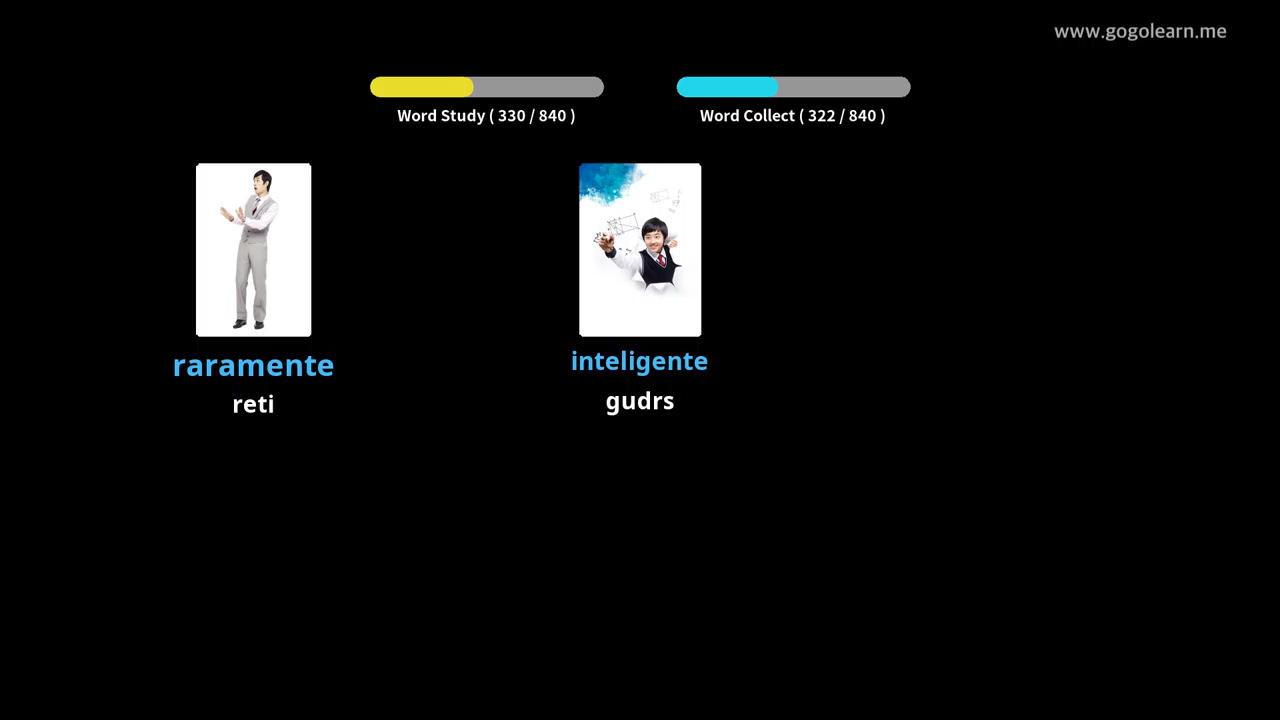 www.gogolearn.me
Word Study ( 330 / 840 )
Word Collect ( 322 / 840 )
raramente
reti
inteligente
gudrs